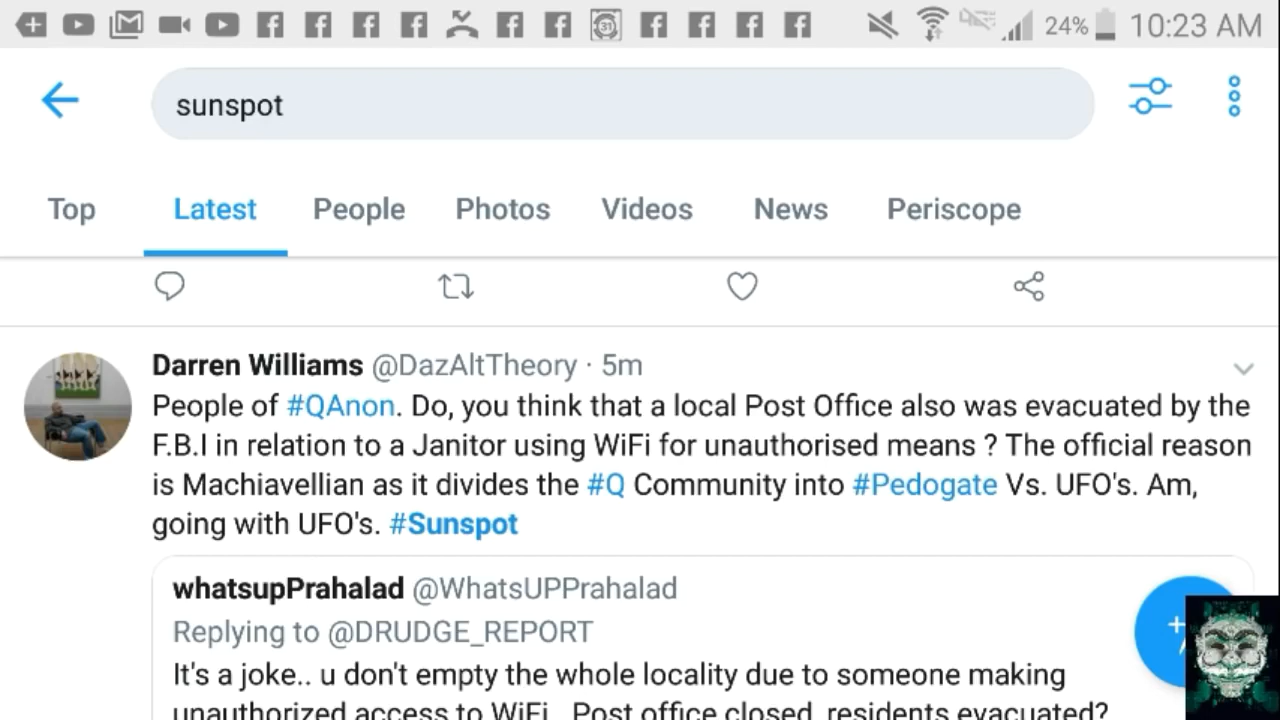 31
24% 10:23 AM
sunspot
Top Latest People Photos Videos News Periscope
Darren Williams @DazAltTheory · 5m
People of #QAnon. Do, you think that a local Post Office also was evacuated by the
F.B.I in relation to a Janitor using WiFi for unauthorised means ? The official reason
is Machiavellian as it divides the #Q Community into #Pedogate Vs. UFO's. Am,
going with UFO's. #Sunspot
whatsupPrahalad @WhatsUPPrahalad
Replying to @DRUDGE_REPORT
It's a joke.. u don't empty the whole locality due to someone making
unauthorized access to WiFi.. Post office closed, residents evacuated?